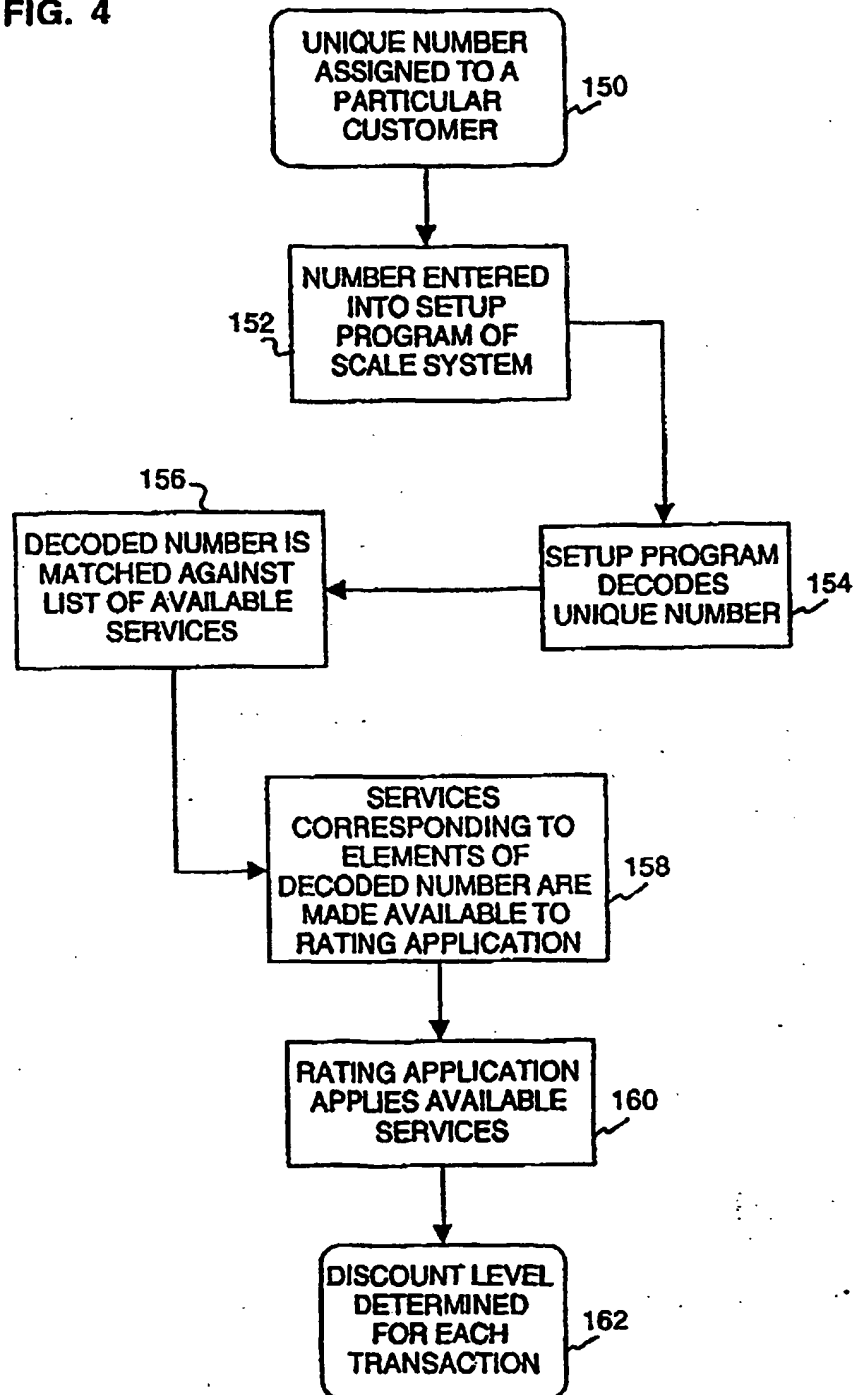 FIG. 4
UNIQUE NUMBER
ASSIGNED TO A
PARTICULAR
CUSTOMER
150
NUMBER ENTERED
INTO SETUP
PROGRAM OF
SCALE SYSTEM
152
SETUP PROGRAM
DECODES
UNIQUE NUMBER
154
156
DECODED NUMBER IS
MATCHED AGAINST
LIST OF AVAILABLE
SERVICES
SERVICES
CORRESPONDING TO
ELEMENTS OF
DECODED NUMBER ARE
MADE AVAILABLE TO
RATING APPLICATION
158
RATING APPLICATION
APPLIES AVAILABLE
SERVICES
160
DISCOUNT LEVEL
DETERMINED
FOR EACH
TRANSACTION
162